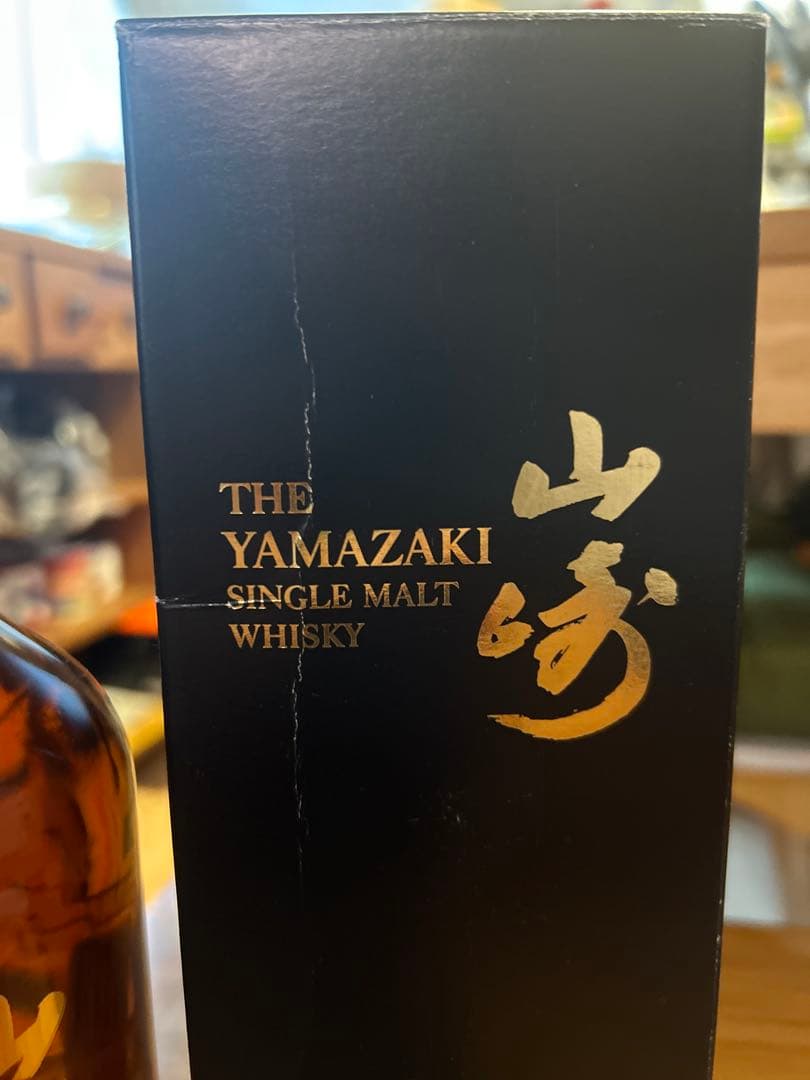 THE
YAMAZAKI
SINGLE MALT
WHISKY
山崎